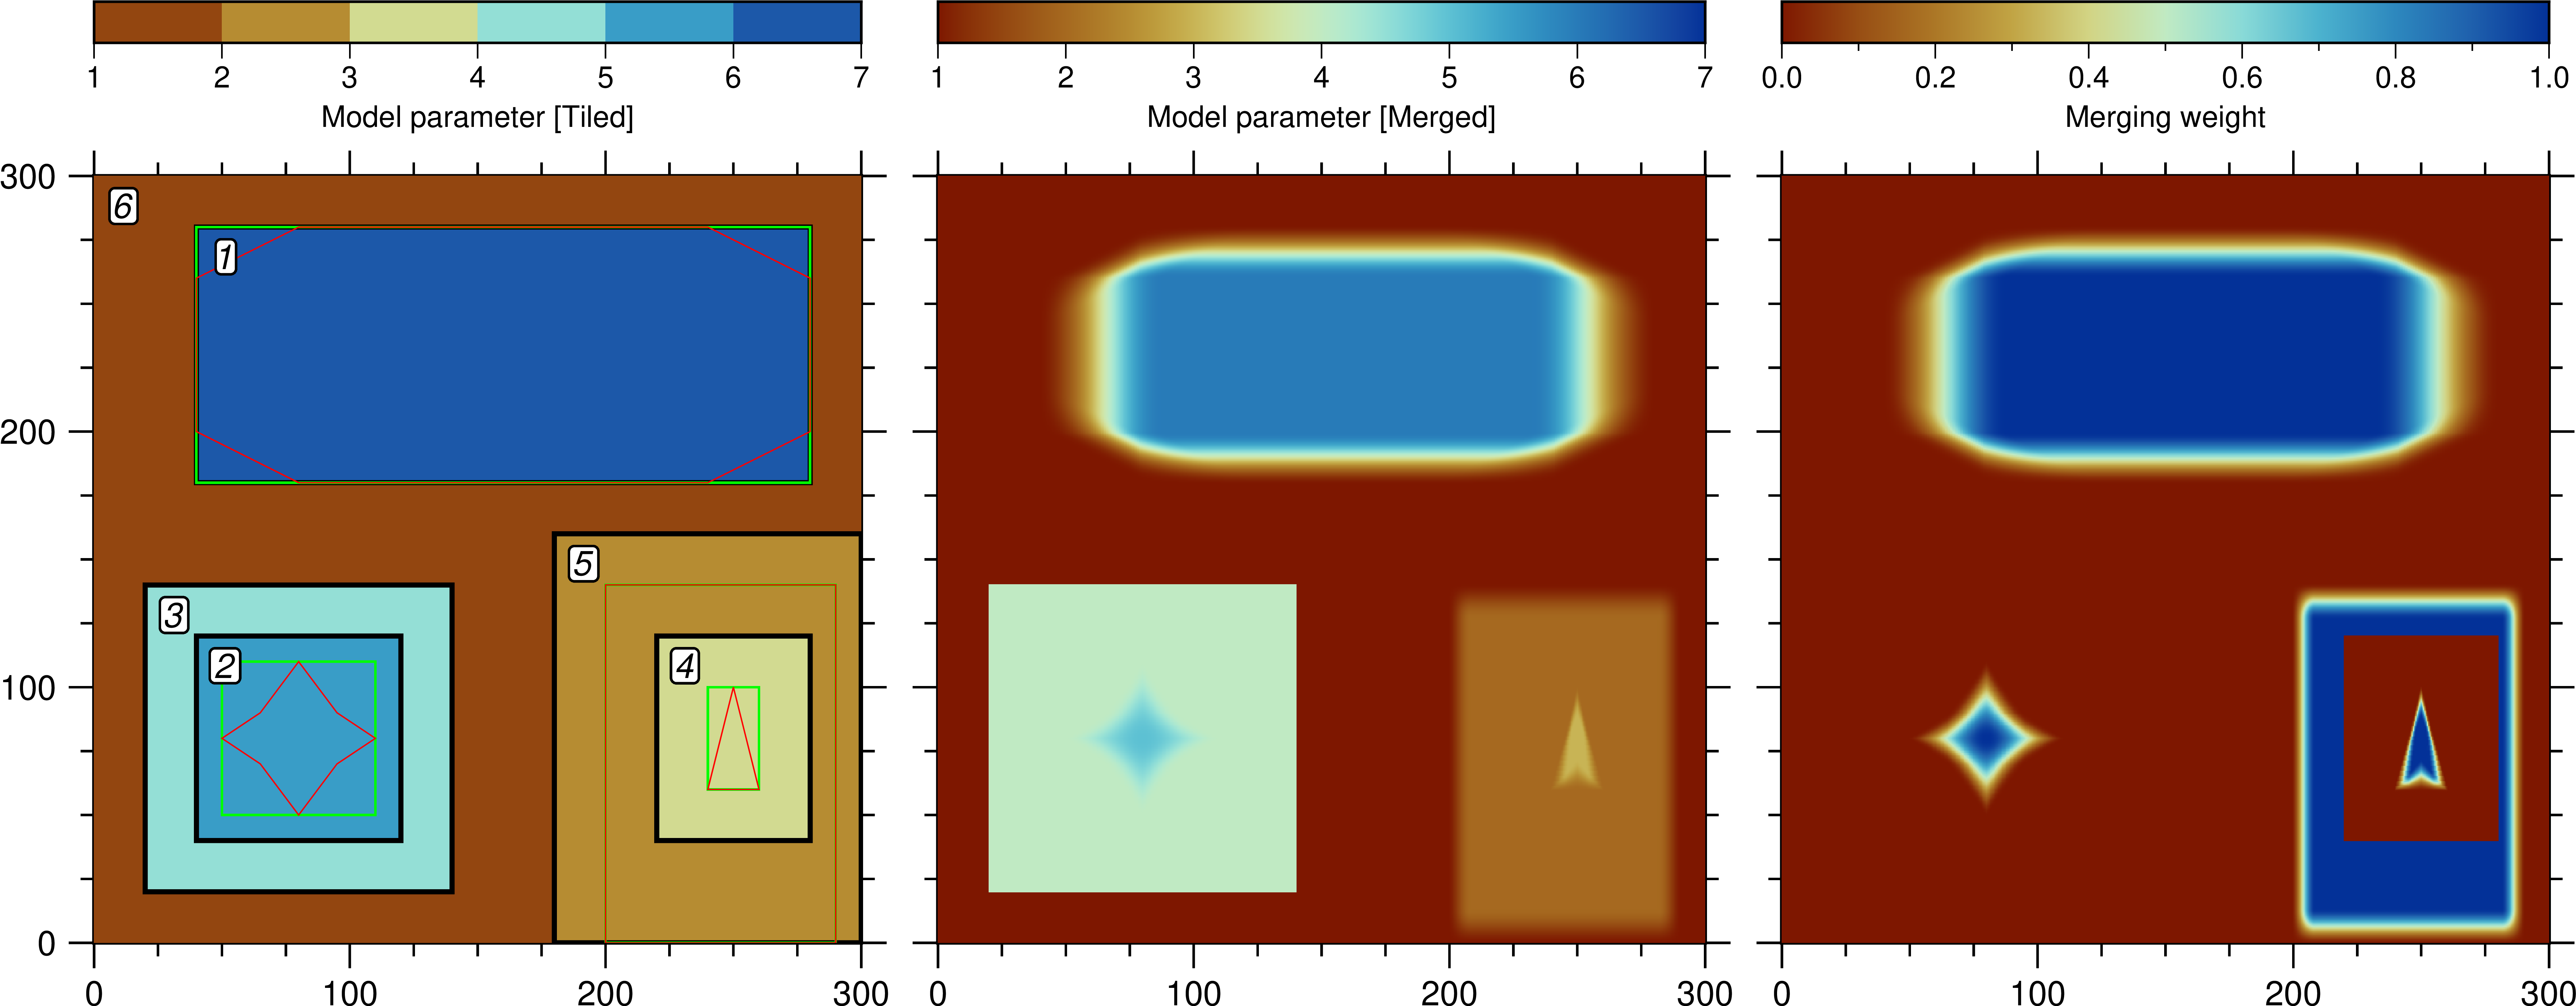 1 2 3 4 5 6 7
Model parameter [Tiled]
1 2 3 4 5 6 7
Model parameter [Merged]
0.0 0.2 0.4 0.6 0.8 1.0
Merging weight
300
200
100
0
6
1
5
3
2
4
0 100 200 300
0 100 200 300
0 100 200 300